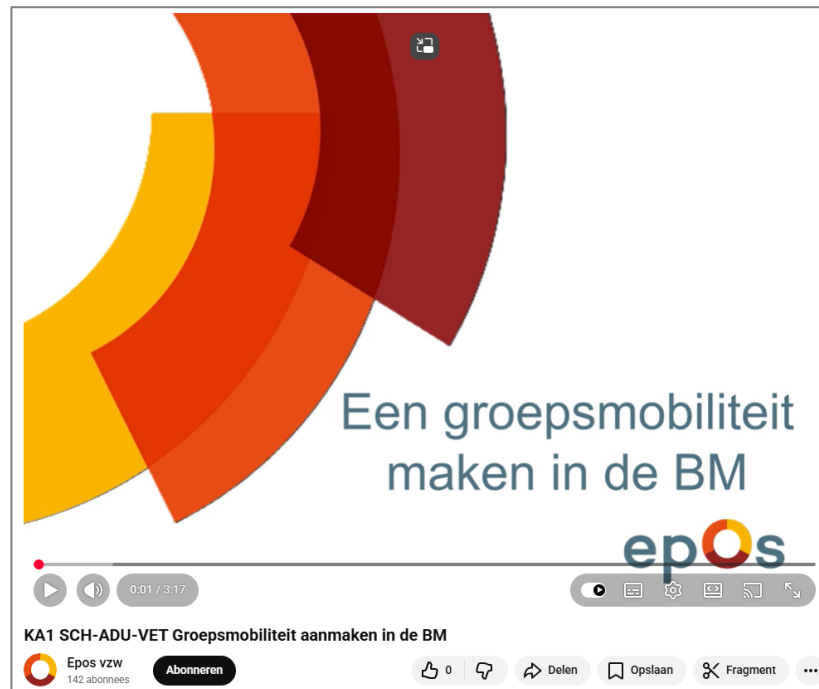 Een groepsmobiliteit
maken in de BM
epos
0:01 / 3:17
KA1 SCH-ADU-VET Groepsmobiliteit aanmaken in de BM
Epos vzw
142 abonnees
Abonneren
0
Delen
Opslaan
Fragment